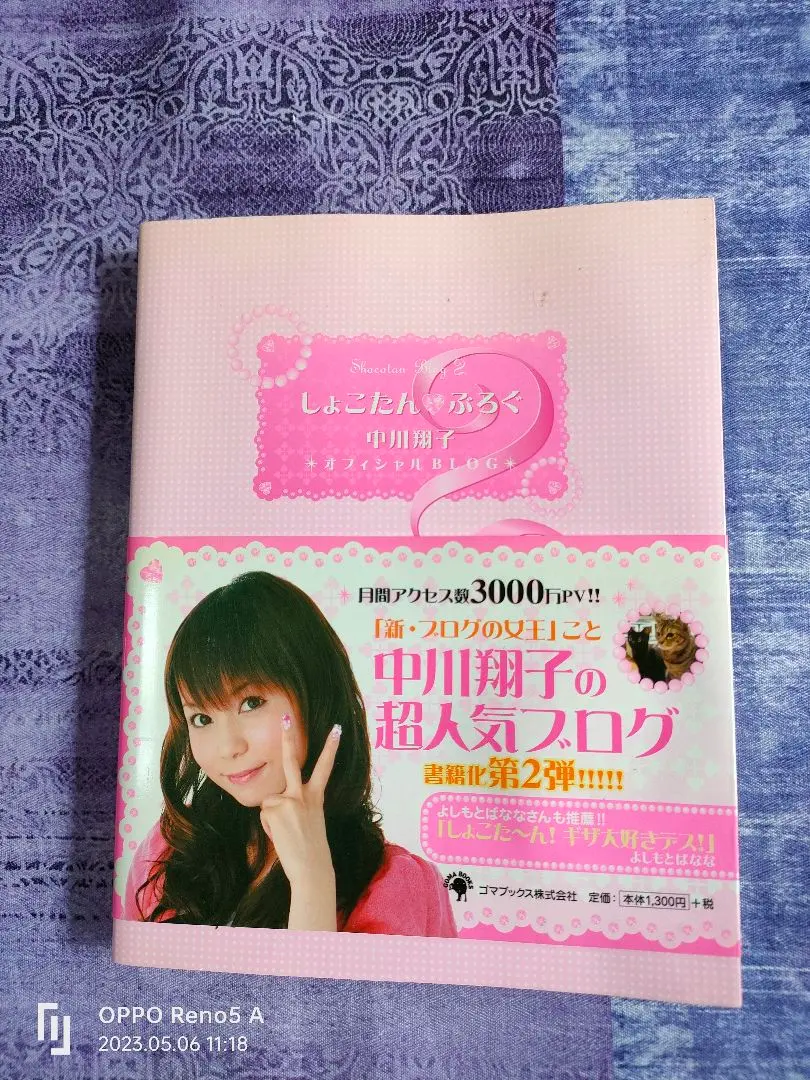 Shocotan Blog 2
しょこたん ぶろぐ
中川翔子
*オフィシャルBLOG*
月間アクセス数3000万PV!!
「新・ブログの女王」こと
中川翔子の
超人気ブログ
書籍化第2弾!!!!!
よしもとばななさんも推薦!!
「しょこた〜ん! ギザ大好きデス!」
よしもとばなな
GOMA BOOKS
ゴマブックス株式会社 定価:本体1,300円+税
OPPO Reno5 A
2023.05.06 11:18